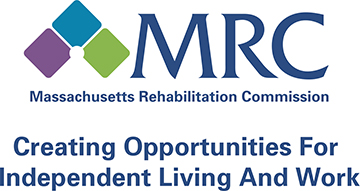 MRC
Massachusetts Rehabilitation Commission
Creating Opportunities For
Independent Living And Work